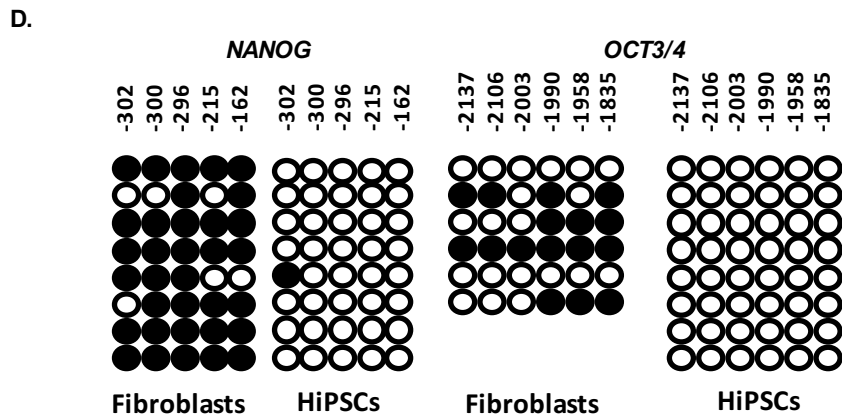 D.
NANOG OCT3/4
-302 -300 -296 -215 -162 -302 -300 -296 -215 -162 -2137 -2106 -2003 -1990 -1958 -1835 -2137 -2106 -2003 -1990 -1958 -1835
Fibroblasts HiPSCs Fibroblasts HiPSCs